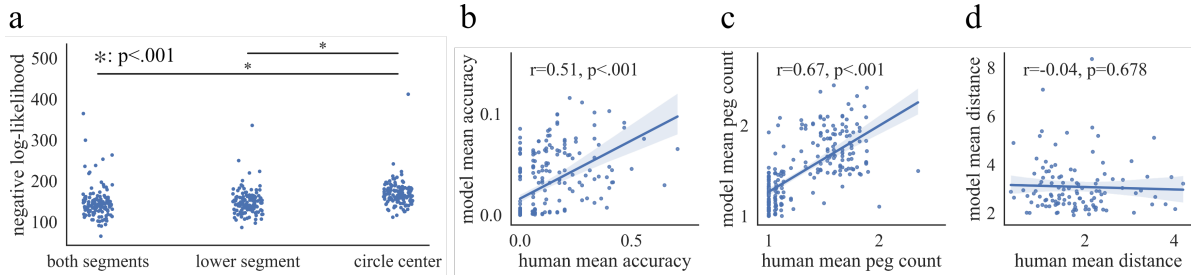 a
negative log-likelihood
500
400
300
200
100
*: p<.001
*
*
both segments
lower segment
circle center
b
model mean accuracy
0.1
0.0
r=0.51, p<.001
0.0
0.5
human mean accuracy
c
model mean peg count
2
1
r=0.67, p<.001
1
2
human mean peg count
d
model mean distance
8
6
4
2
r=-0.04, p=0.678
2
4
human mean distance